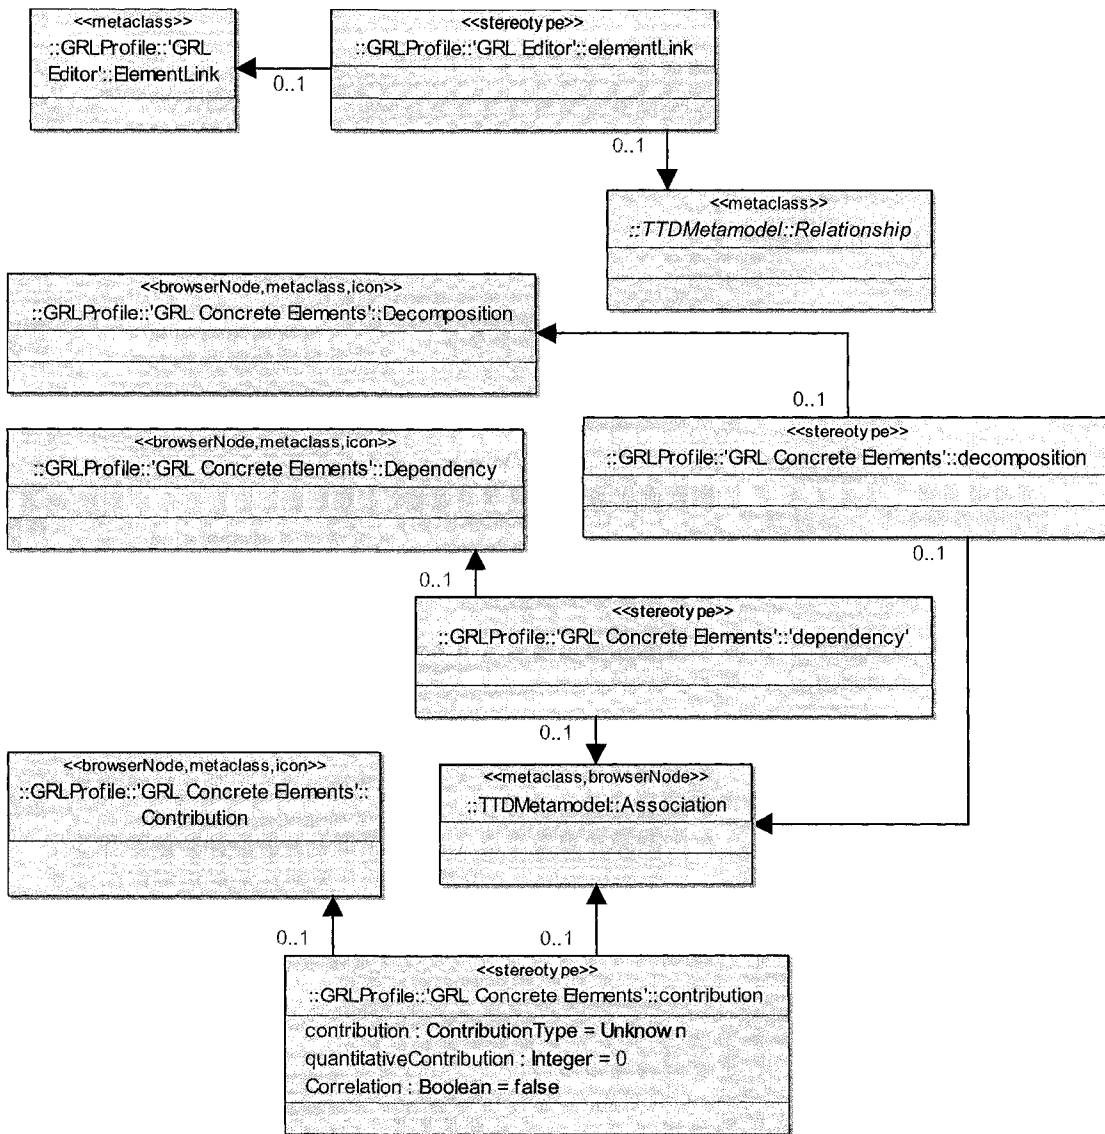 <<metaclass>>
::GRLProfile::'GRL
Editor'::ElementLink
<<stereotype>>
::GRLProfile::'GRL Editor'::elementLink
0..1
0..1
<<metaclass>>
::TTDMetamodel::Relationship
<<browserNode,metaclass,icon>>
::GRLProfile::'GRL Concrete Elements'::Decomposition
0..1
<<browserNode,metaclass,icon>>
::GRLProfile::'GRL Concrete Elements'::Dependency
<<stereotype>>
::GRLProfile::'GRL Concrete Elements'::decomposition
0..1
0..1
<<stereotype>>
::GRLProfile::'GRL Concrete Elements'::'dependency'
0..1
<<browserNode,metaclass,icon>>
::GRLProfile::'GRL Concrete Elements'::
Contribution
<<metaclass,browserNode>>
::TTDMetamodel::Association
0..1
0..1
<<stereotype>>
::GRLProfile::'GRL Concrete Elements'::contribution
contribution : ContributionType = Unknown
quantitativeContribution : Integer = 0
Correlation : Boolean = false